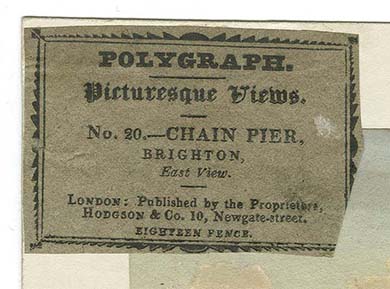 POLYGRAPH.
Picturesque Views.
No. 20.—CHAIN PIER,
BRIGHTON,
East View.
LONDON: Published by the Proprietors,
HODGSON & Co. 10, Newgate-street.
EIGHTEEN PENCE.